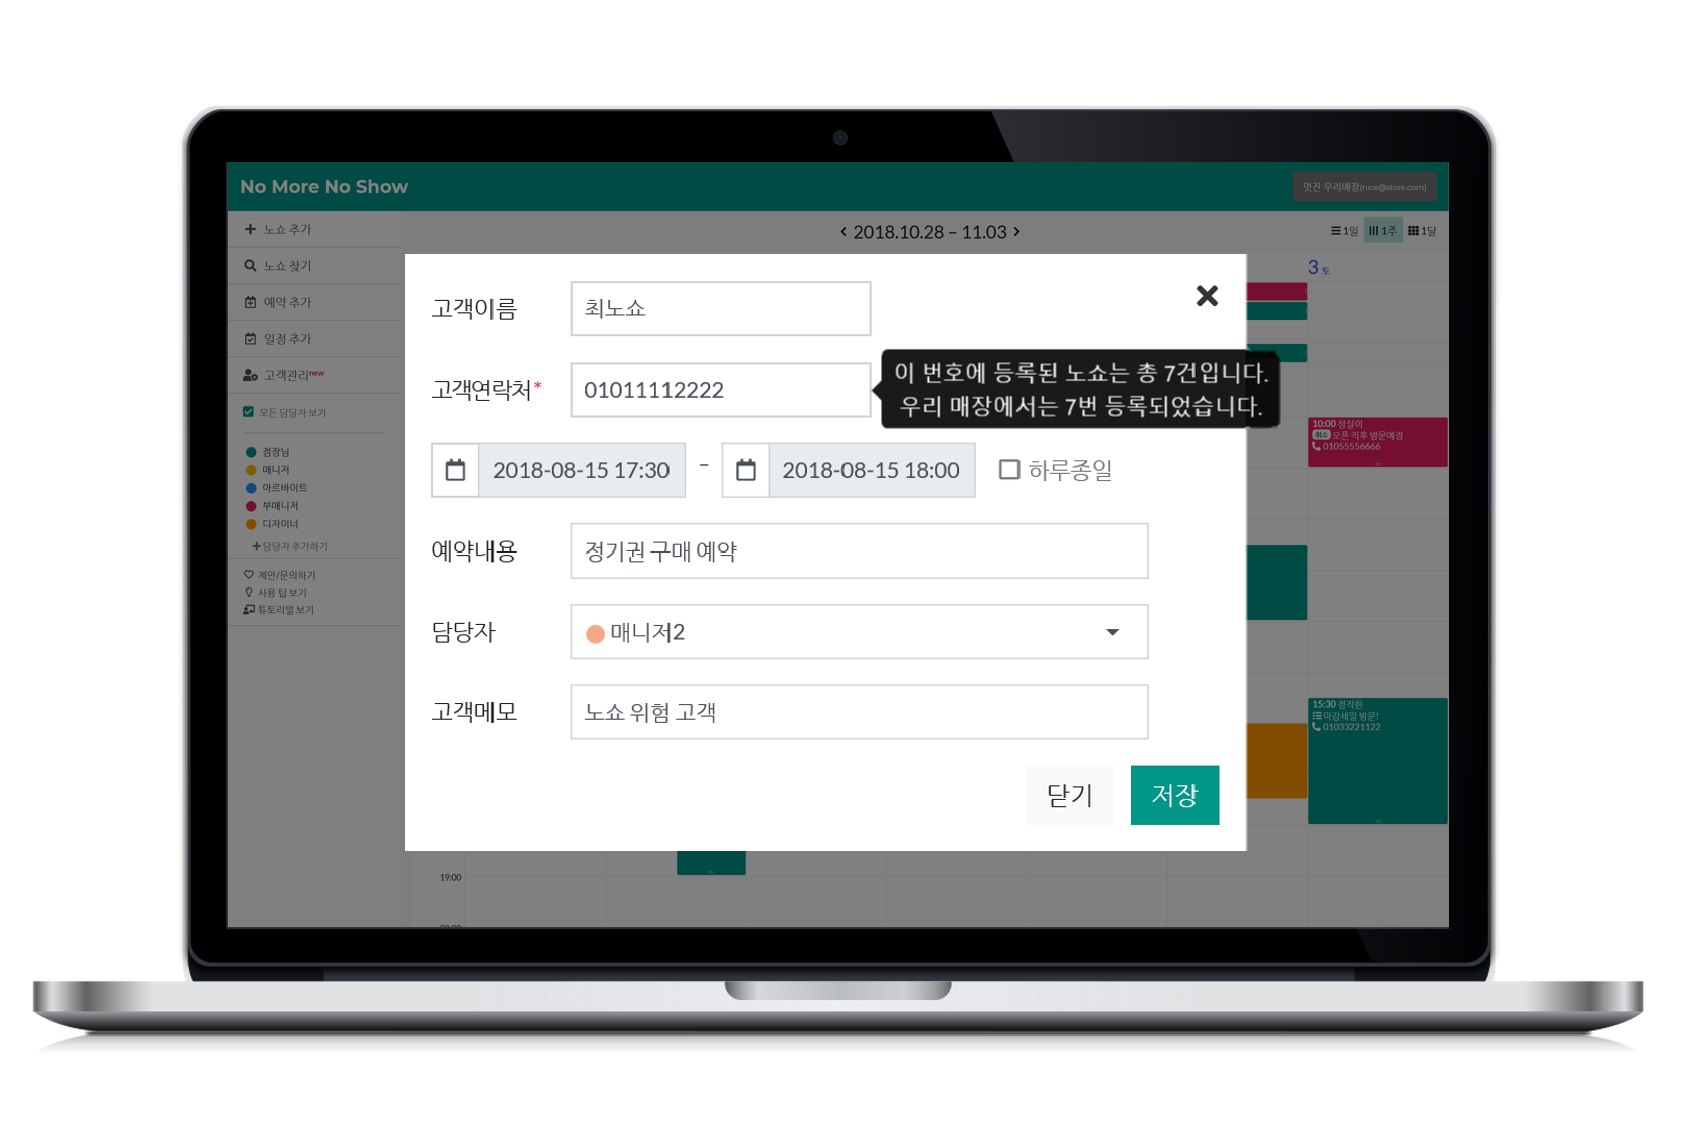 No More No Show
멋진 우리매장(nice@store.com)
노쇼 추가
노쇼 찾기
예약 추가
일정 추가
고객관리new
모든 담당자 보기
점장님
매니저
아르바이트
부매니저
디자이너
담당자 추가하기
제안/문의하기
사용 팁 보기
튜토리얼 보기
2018.10.28 – 11.03
1일 1주 1달
3 토
고객이름 최노쇼
고객연락처* 01011112222
이 번호에 등록된 노쇼는 총 7건입니다.
우리 매장에서는 7번 등록되었습니다.
2018-08-15 17:30 - 2018-08-15 18:00 하루종일
예약내용 정기권 구매 예약
담당자 매니저2
고객메모 노쇼 위험 고객
닫기 저장
10:00 성실이
취소 오픈 직후 방문예정
01055556666
15:30 정직한
마감세일 방문!
01033221122
19:00